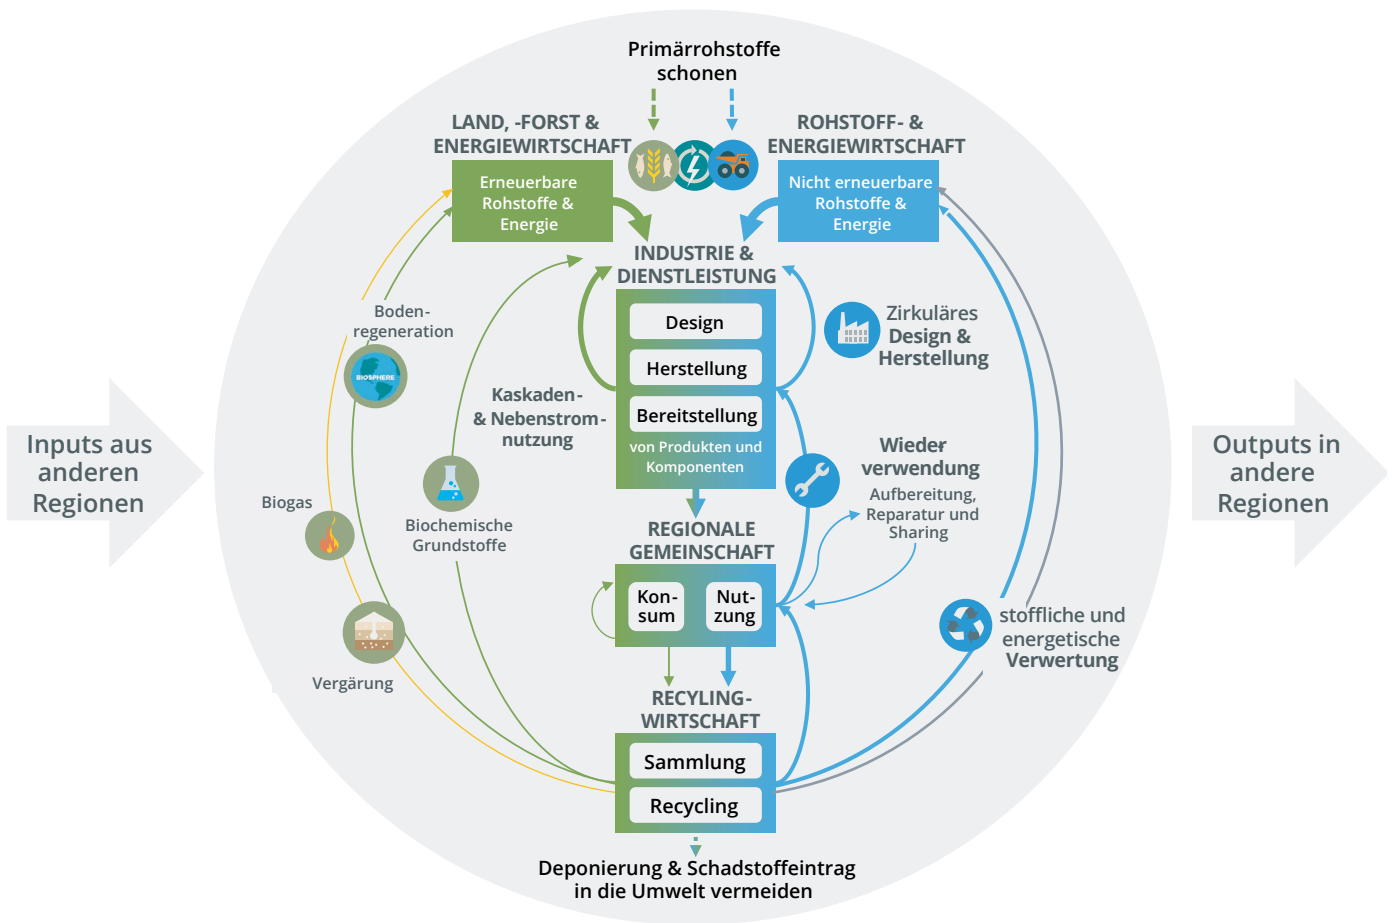 Primärrohstoffe
schonen
LAND, -FORST &
ENERGIEWIRTSCHAFT
ROHSTOFF- &
ENERGIEWIRTSCHAFT
Erneuerbare
Rohstoffe &
Energie
Nicht erneuerbare
Rohstoffe &
Energie
INDUSTRIE &
DIENSTLEISTUNG
Design
Herstellung
Bereitstellung
von Produkten und
Komponenten
Boden-
regeneration
BIOSPHERE
Zirkuläres
Design &
Herstellung
Kaskaden-
& Nebenstrom-
nutzung
Inputs aus
anderen
Regionen
Outputs in
andere
Regionen
Wieder-
verwendung
Aufbereitung,
Reparatur und
Sharing
Biogas
Biochemische
Grundstoffe
REGIONALE
GEMEINSCHAFT
Kon-
sum
Nut-
zung
stoffliche und
energetische
Verwertung
Vergärung
RECYLING-
WIRTSCHAFT
Sammlung
Recycling
Deponierung & Schadstoffeintrag
in die Umwelt vermeiden